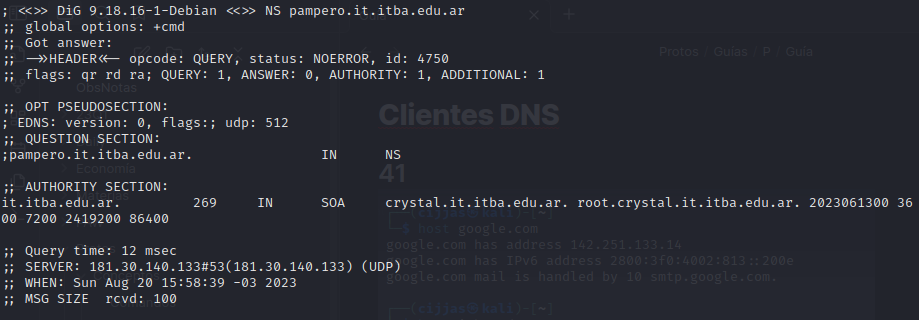 ; <<>> DiG 9.18.16-1-Debian <<>> NS pampero.it.itba.edu.ar
;; global options: +cmd
;; Got answer:
;; ->>HEADER<<- opcode: QUERY, status: NOERROR, id: 4750
;; flags: qr rd ra; QUERY: 1, ANSWER: 0, AUTHORITY: 1, ADDITIONAL: 1
;; OPT PSEUDOSECTION:
; EDNS: version: 0, flags:; udp: 512
;; QUESTION SECTION:
;pampero.it.itba.edu.ar. IN NS
;; AUTHORITY SECTION:
it.itba.edu.ar. 269 IN SOA crystal.it.itba.edu.ar. root.crystal.it.itba.edu.ar. 2023061300 36
00 7200 2419200 86400
;; Query time: 12 msec
;; SERVER: 181.30.140.133#53(181.30.140.133) (UDP)
;; WHEN: Sun Aug 20 15:58:39 -03 2023
;; MSG SIZE rcvd: 100
Protos / Guías / P / Guía
ObsNotas
Economia
Clientes DNS
41
(cijjas@kali)-[~]
$ host google.com
google.com has address 142.251.133.14
google.com has IPv6 address 2800:3f0:4002:813::200e
google.com mail is handled by 10 smtp.google.com.
(cijjas@kali)-[~]